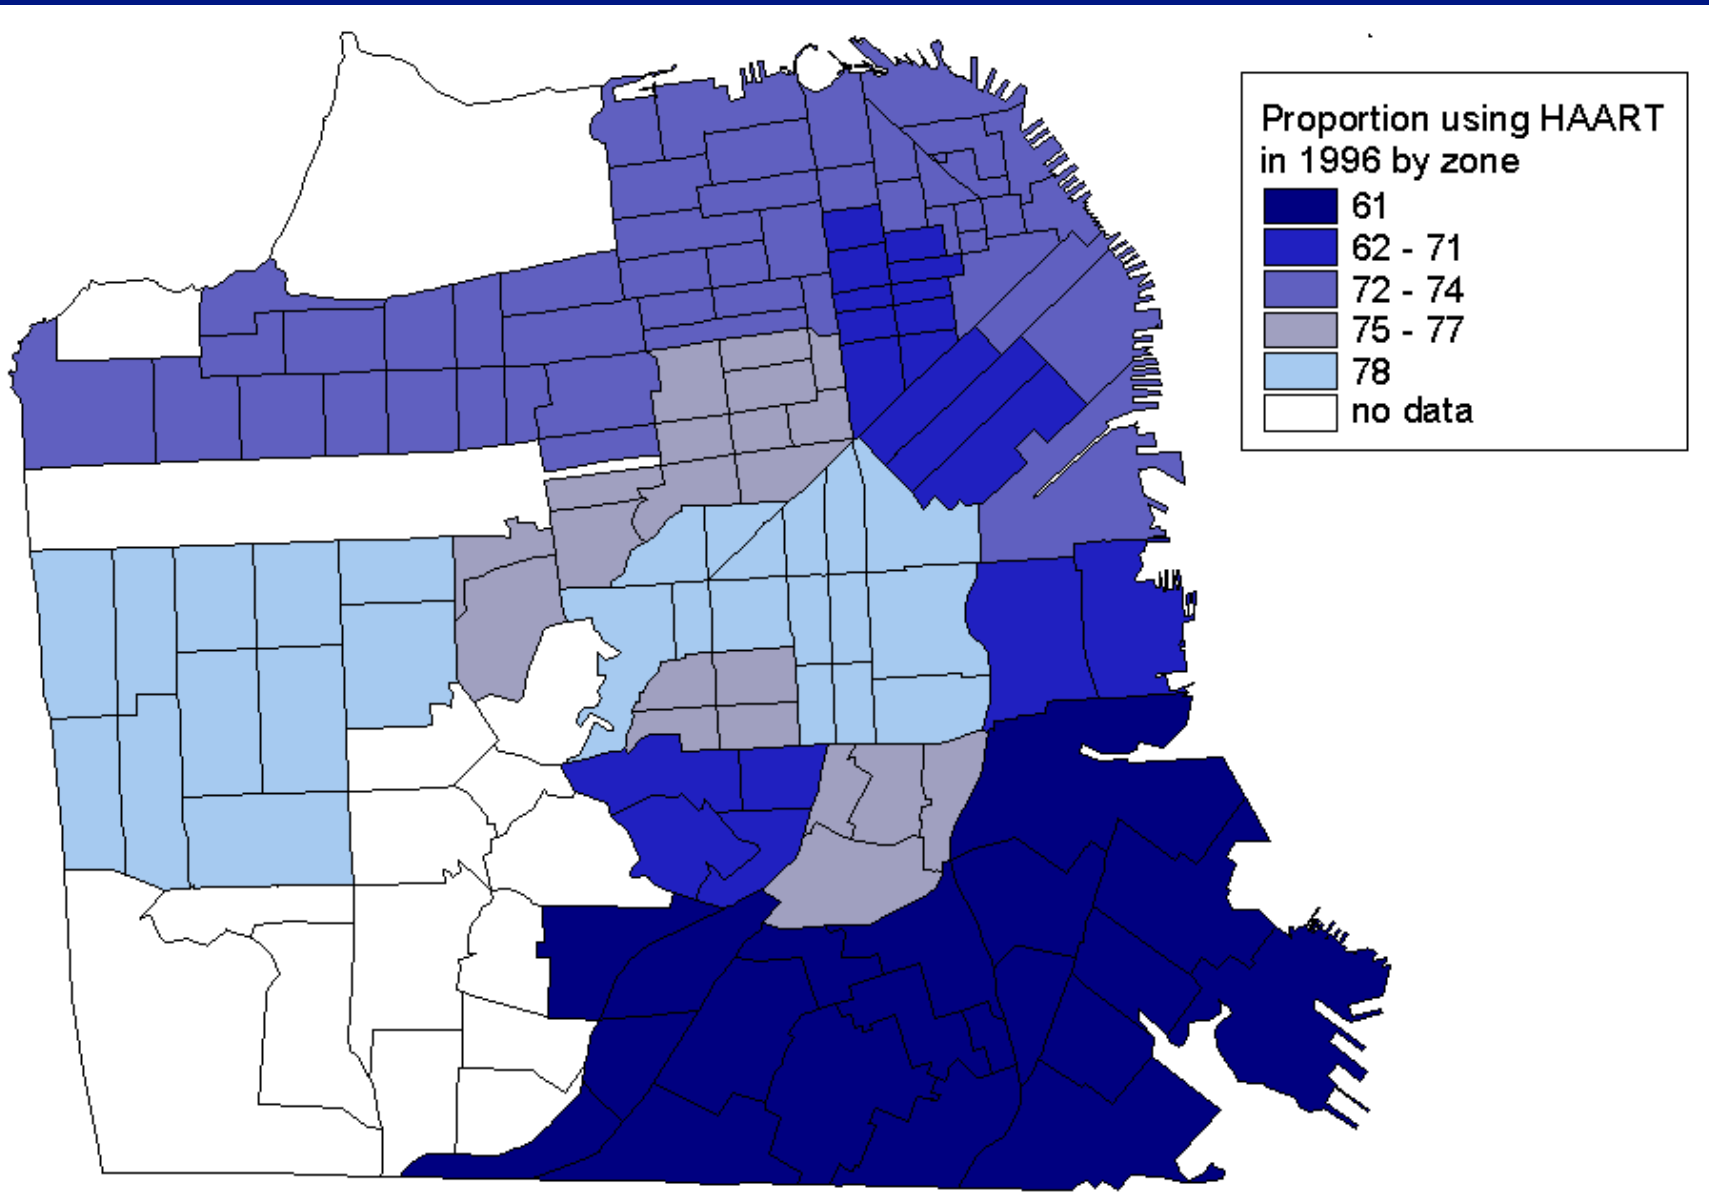 Proportion using HAART
in 1996 by zone
61
62 - 71
72 - 74
75 - 77
78
no data